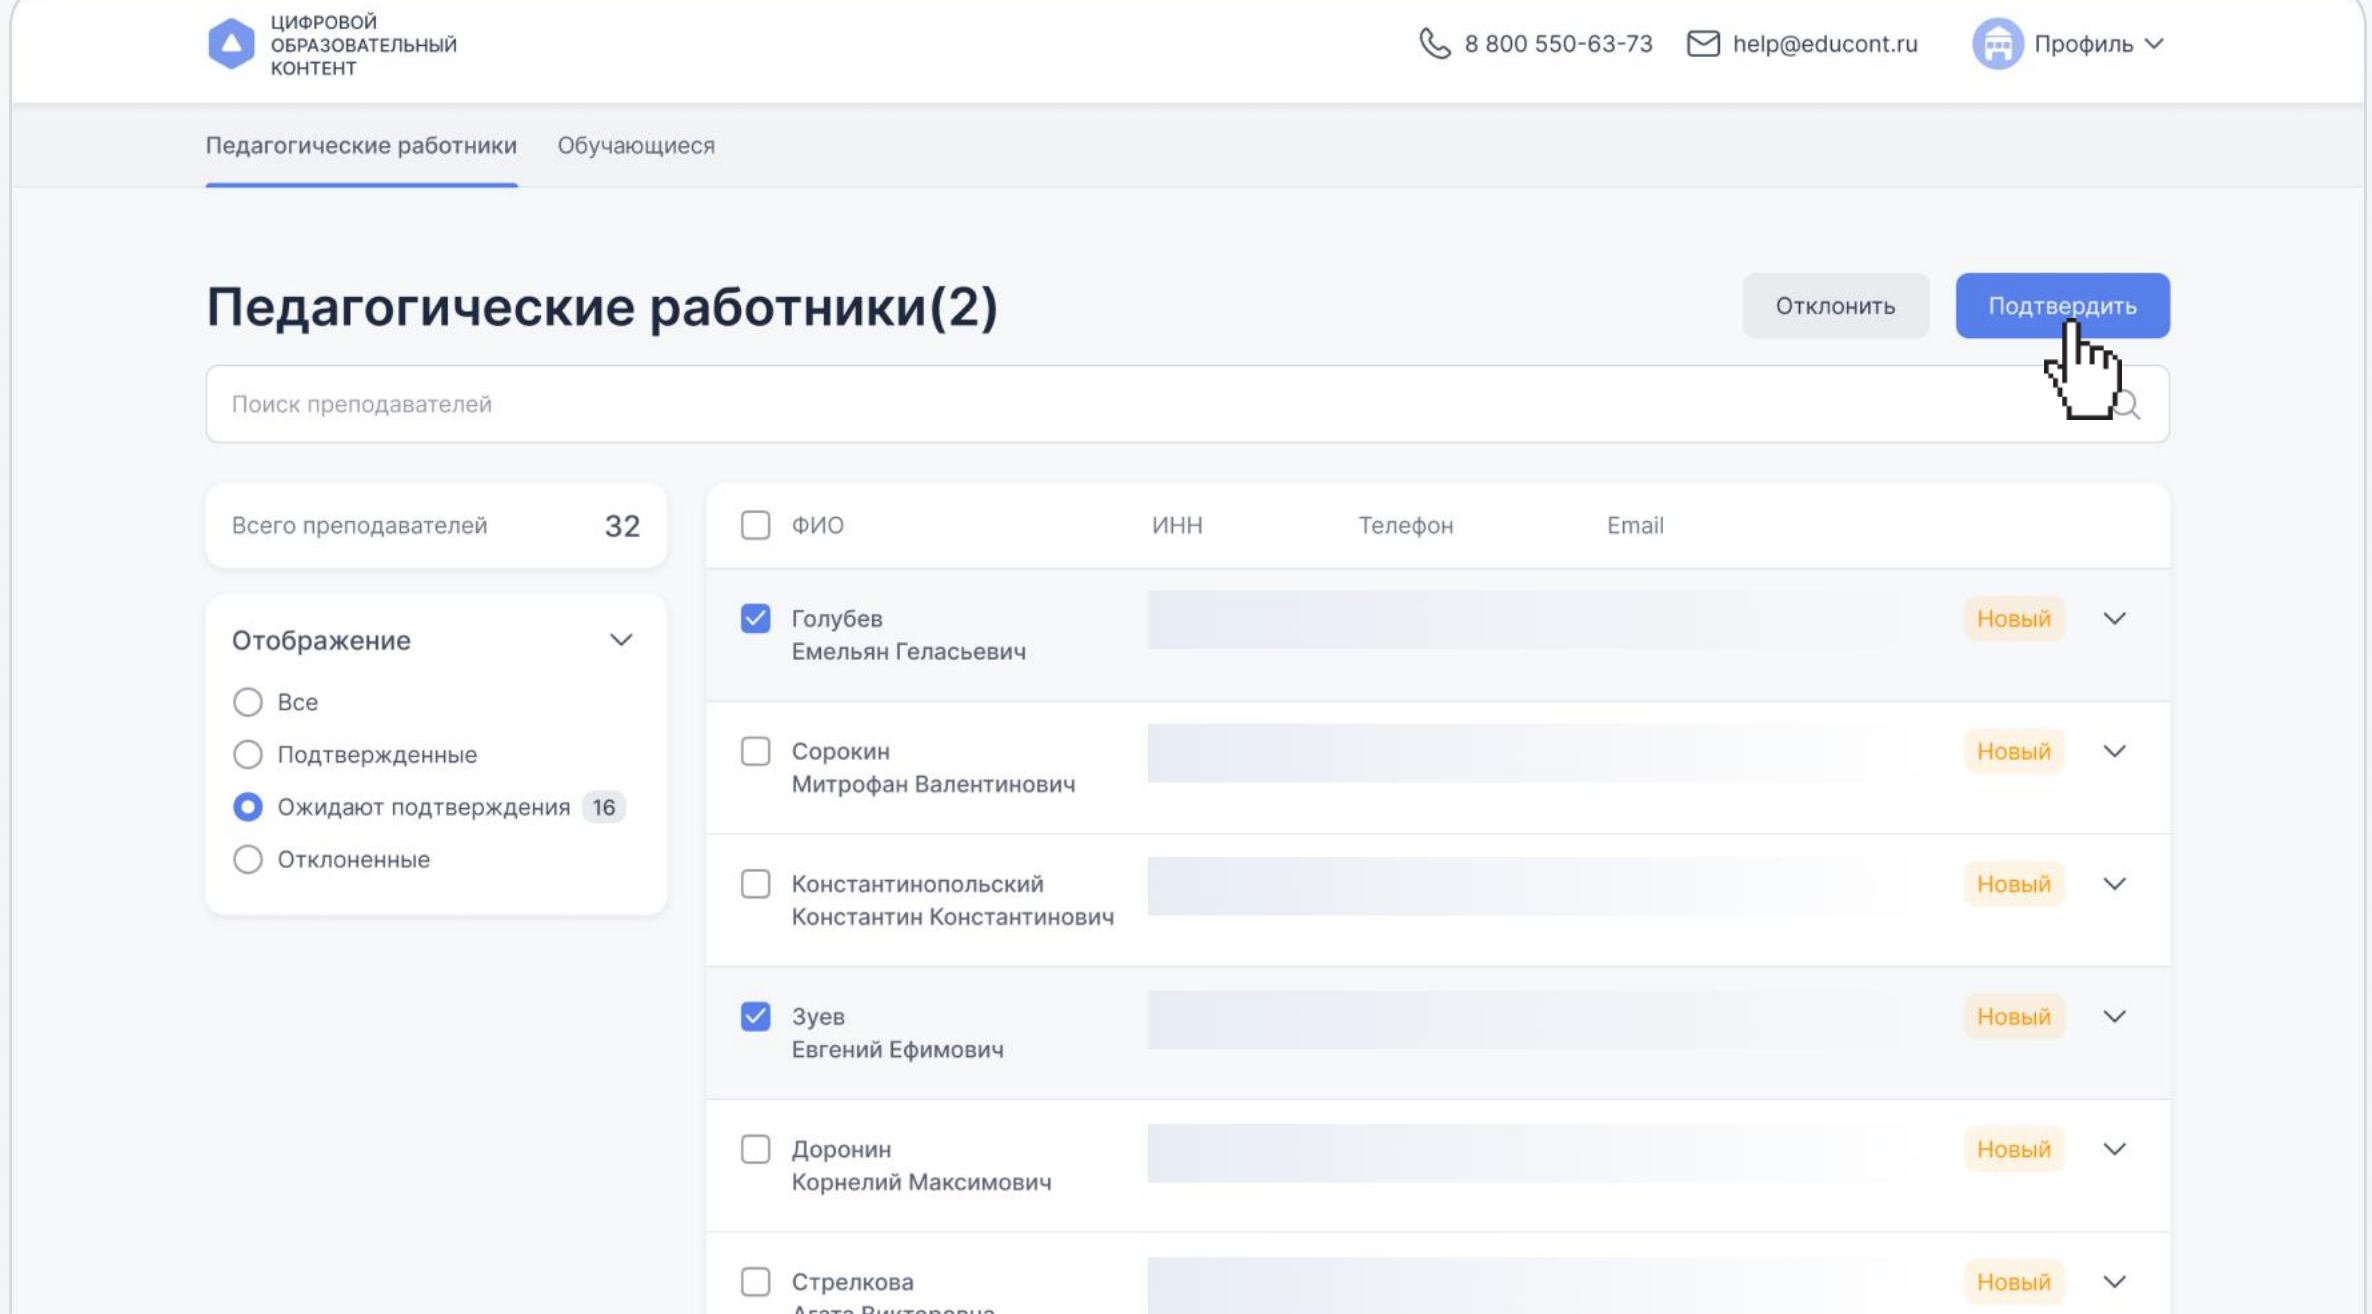 ЦИФРОВОЙ
ОБРАЗОВАТЕЛЬНЫЙ
КОНТЕНТ
8 800 550-63-73
help@educont.ru
Профиль
Педагогические работники
Обучающиеся
Педагогические работники(2)
Отклонить
Подтвердить
Поиск преподавателей
Всего преподавателей 32
Отображение
Все
Подтвержденные
Ожидают подтверждения 16
Отклоненные
ФИО ИНН Телефон Email
Голубев Новый
Емельян Геласьевич
Сорокин Новый
Митрофан Валентинович
Константинопольский Новый
Константин Константинович
Зуев Новый
Евгений Ефимович
Доронин Новый
Корнелий Максимович
Стрелкова Новый
Агата Викторовна